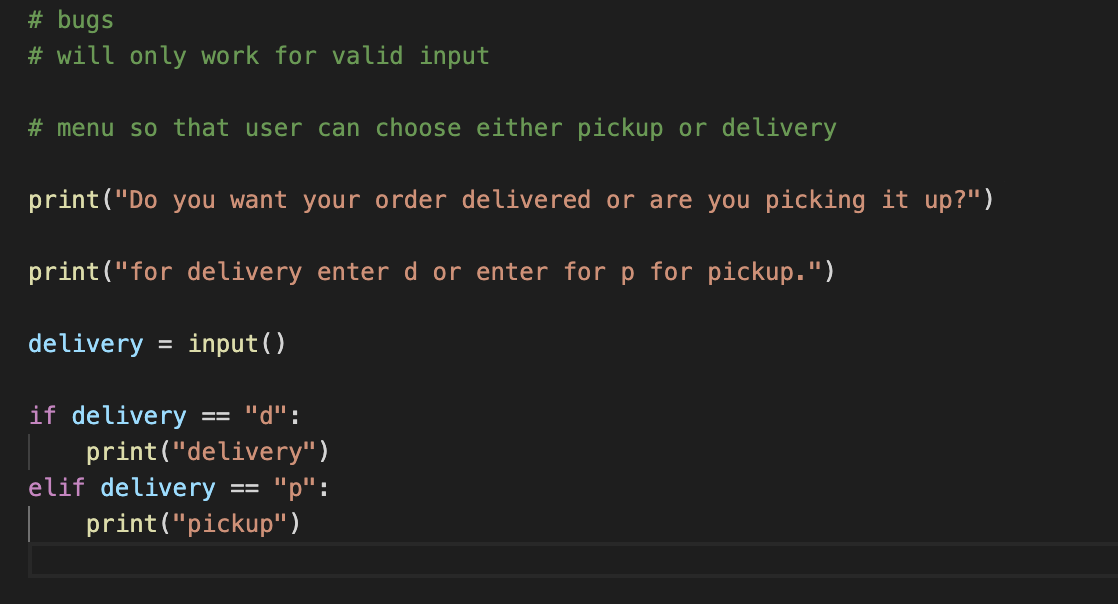 # bugs
# will only work for valid input
# menu so that user can choose either pickup or delivery
print("Do you want your order delivered or are you picking it up?")
print("for delivery enter d or enter for p for pickup.")
delivery = input()
if delivery == "d":
    print("delivery")
elif delivery == "p":
    print("pickup")